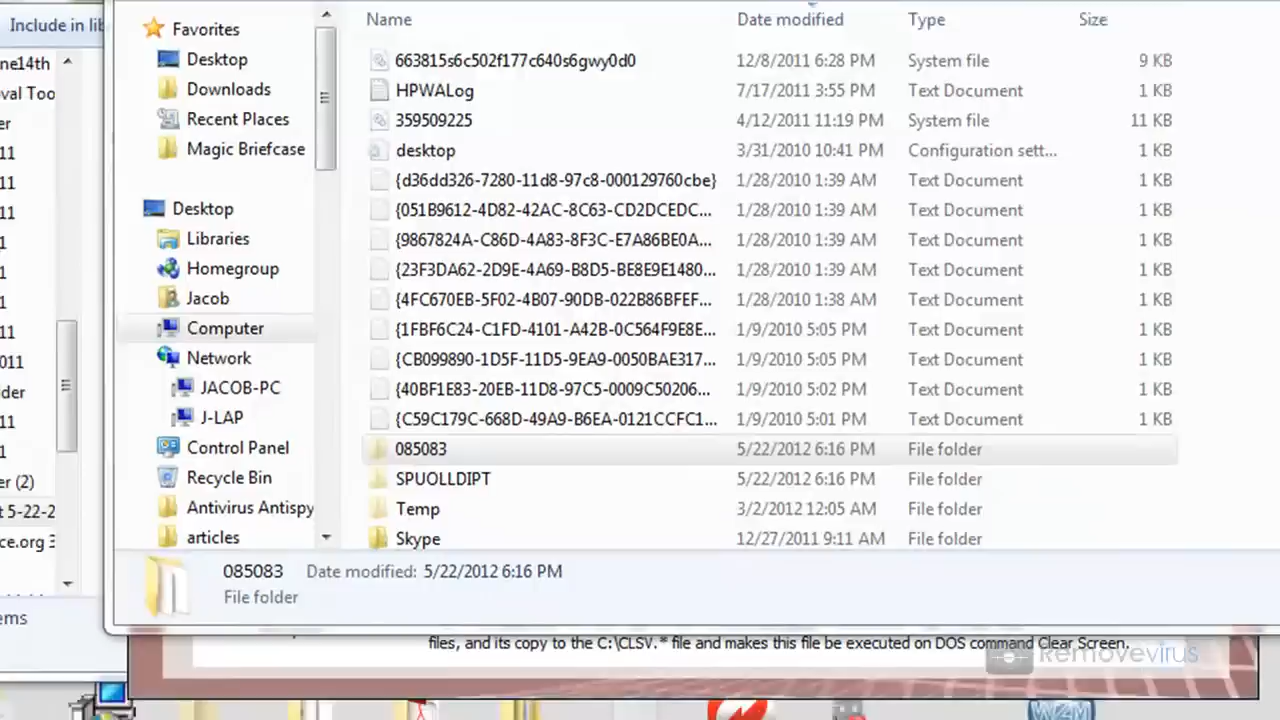 Include in lib
ne14th
oval Too
er
11
11
11
1
1
11
011
der
11
1
er (2)
t 5-22-2
ce.org 3
ems
Favorites
Desktop
Downloads
Recent Places
Magic Briefcase
Desktop
Libraries
Homegroup
Jacob
Computer
Network
JACOB-PC
J-LAP
Control Panel
Recycle Bin
Antivirus Antispy
articles
Name Date modified Type Size
663815s6c502f177c640s6gwy0d0 12/8/2011 6:28 PM System file 9 KB
HPWALog 7/17/2011 3:55 PM Text Document 1 KB
359509225 4/12/2011 11:19 PM System file 11 KB
desktop 3/31/2010 10:41 PM Configuration sett... 1 KB
{d36dd326-7280-11d8-97c8-000129760cbe} 1/28/2010 1:39 AM Text Document 1 KB
{051B9612-4D82-42AC-8C63-CD2DCEDC... 1/28/2010 1:39 AM Text Document 1 KB
{9867824A-C86D-4A83-8F3C-E7A86BE0A... 1/28/2010 1:39 AM Text Document 1 KB
{23F3DA62-2D9E-4A69-B8D5-BE8E9E1480... 1/28/2010 1:39 AM Text Document 1 KB
{4FC670EB-5F02-4B07-90DB-022B86BFEF... 1/28/2010 1:38 AM Text Document 1 KB
{1FBF6C24-C1FD-4101-A42B-0C564F9E8E... 1/9/2010 5:05 PM Text Document 1 KB
{CB099890-1D5F-11D5-9EA9-0050BAE317... 1/9/2010 5:05 PM Text Document 1 KB
{40BF1E83-20EB-11D8-97C5-0009C50206... 1/9/2010 5:02 PM Text Document 1 KB
{C59C179C-668D-49A9-B6EA-0121CCFC1... 1/9/2010 5:01 PM Text Document 1 KB
085083 5/22/2012 6:16 PM File folder
SPUOLLDIPT 5/22/2012 6:16 PM File folder
Temp 3/2/2012 12:05 AM File folder
Skype 12/27/2011 9:11 AM File folder
085083 Date modified: 5/22/2012 6:16 PM
File folder
files, and its copy to the C:\CLSV.* file and makes this file be executed on DOS command Clear Screen.
Removevirus